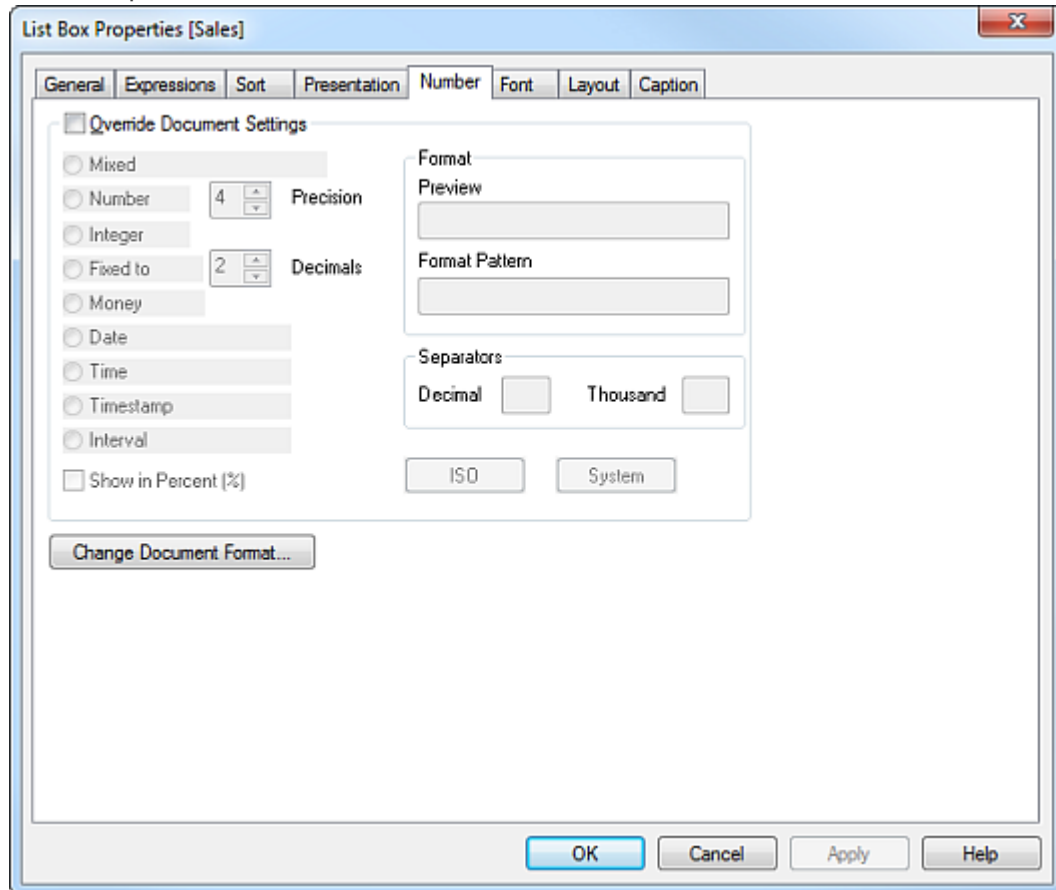 List Box Properties [Sales]
General Expressions Sort Presentation Number Font Layout Caption
Override Document Settings
Mixed
Number 4 Precision
Integer
Fixed to 2 Decimals
Money
Date
Time
Timestamp
Interval
Show in Percent (%)
Format
Preview
Format Pattern
Separators
Decimal Thousand
ISO System
Change Document Format...
OK Cancel Apply Help